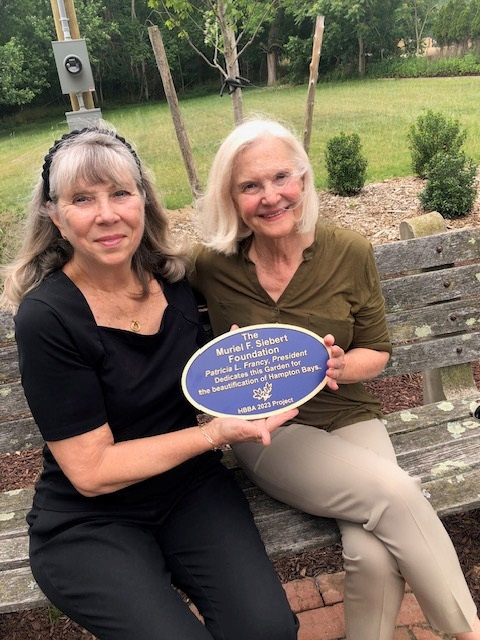 The
Muriel F. Siebert
Foundation
Patricia L. Francy, President
Dedicates this Garden for
the beautification of Hampton Bays.
HBBA 2023 Project